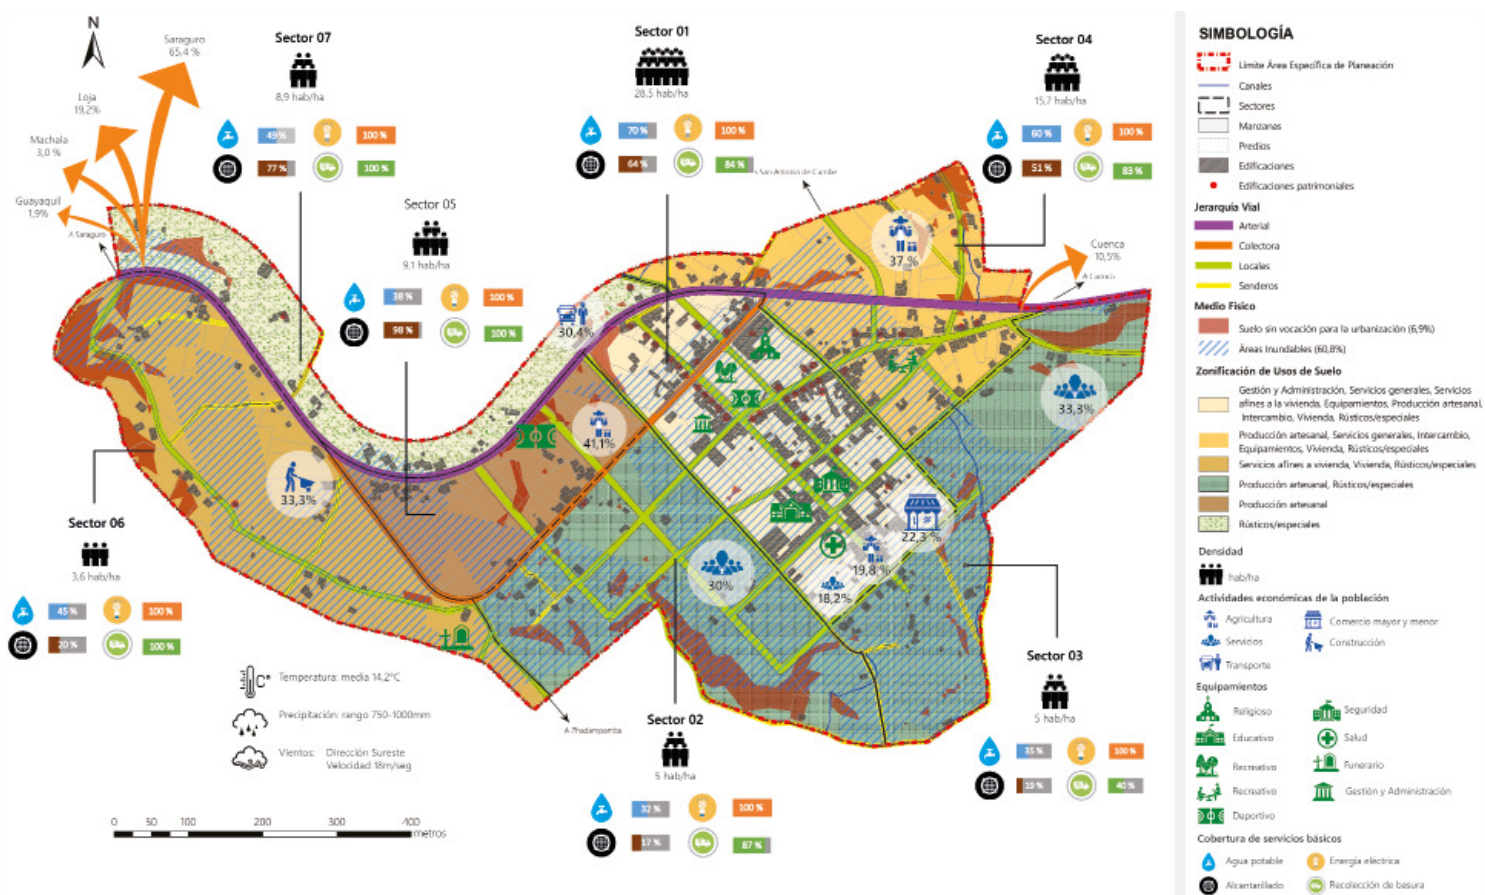 N
Saraguro
65,4 %
Loja
19,2%
Machala
3,0 %
Guayaquil
1,9%
A Saraguro
Sector 07
8,9 hab/ha
49 %
100 %
77 %
100 %
Sector 01
28,5 hab/ha
70 %
100 %
64 %
84 %
Sector 04
15,7 hab/ha
60 %
100 %
51 %
83 %
San Antonio de Cumbe
Sector 05
9,1 hab/ha
38 %
100 %
98 %
100 %
Cuenca
10,5%
A Cuenca
37 %
30,4%
33,3%
41,1%
33,3%
22,3 %
19,8 %
18,2%
30%
Sector 06
3,6 hab/ha
45 %
100 %
20 %
100 %
Sector 03
5 hab/ha
35 %
100 %
19 %
40 %
Sector 02
5 hab/ha
32 %
100 %
17 %
87 %
Temperatura: media 14,2°C
C°
Precipitación: rango 750-1000mm
Vientos: Dirección Sureste
Velocidad 18m/seg
0 50 100 200 300 400
metros
SIMBOLOGÍA
Límite Área Específica de Planeación
Canales
Sectores
Manzanas
Predios
Edificaciones
Edificaciones patrimoniales
Jerarquía Vial
Arterial
Colectora
Locales
Senderos
Medio Físico
Suelo sin vocación para la urbanización (6,9%)
Áreas Inundables (60,8%)
Zonificación de Usos de Suelo
Gestión y Administración, Servicios generales, Servicios
afines a la vivienda, Equipamientos, Producción artesanal,
Intercambio, Vivienda, Rústicos/especiales
Producción artesanal, Servicios generales, Intercambio,
Equipamientos, Vivienda, Rústicos/especiales
Servicios afines a vivienda, Vivienda, Rústicos/especiales
Producción artesanal, Rústicos/especiales
Producción artesanal
Rústicos/especiales
Densidad
hab/ha
Actividades económicas de la población
Agricultura
Comercio mayor y menor
Servicios
Construcción
Transporte
Equipamientos
Religioso
Seguridad
Educativo
Salud
Recreativo
Funerario
Recreativo
Gestión y Administración
Deportivo
Cobertura de servicios básicos
Agua potable
Energía eléctrica
Alcantarillado
Recolección de basura